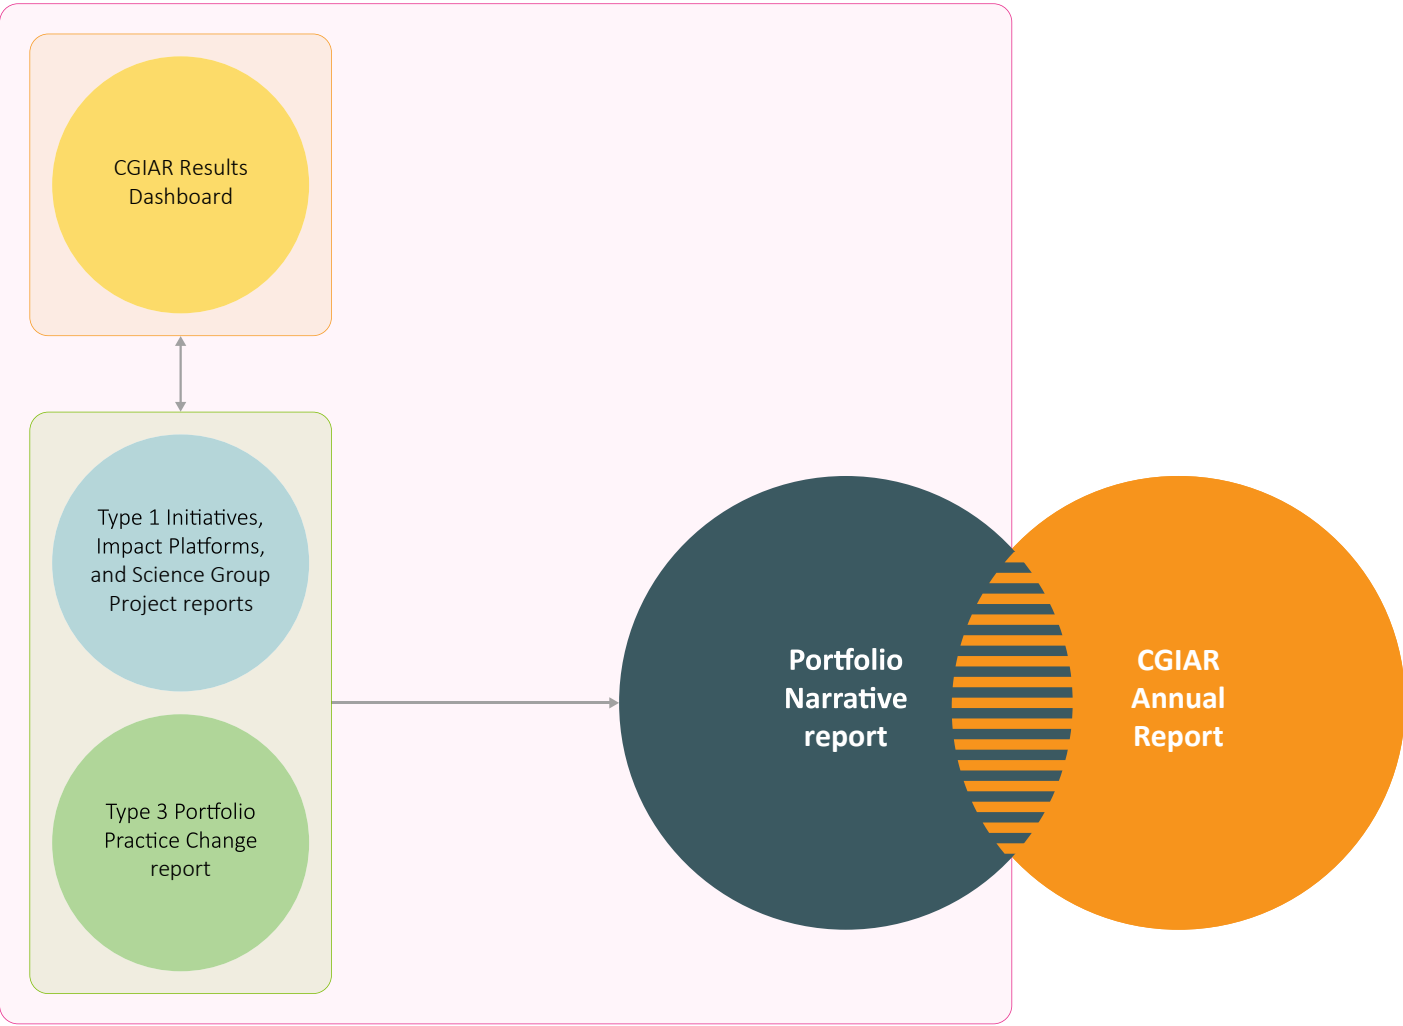 CGIAR Results
Dashboard
Type 1 Initiatives,
Impact Platforms,
and Science Group
Project reports
Type 3 Portfolio
Practice Change
report
Portfolio
Narrative
report
CGIAR
Annual
Report